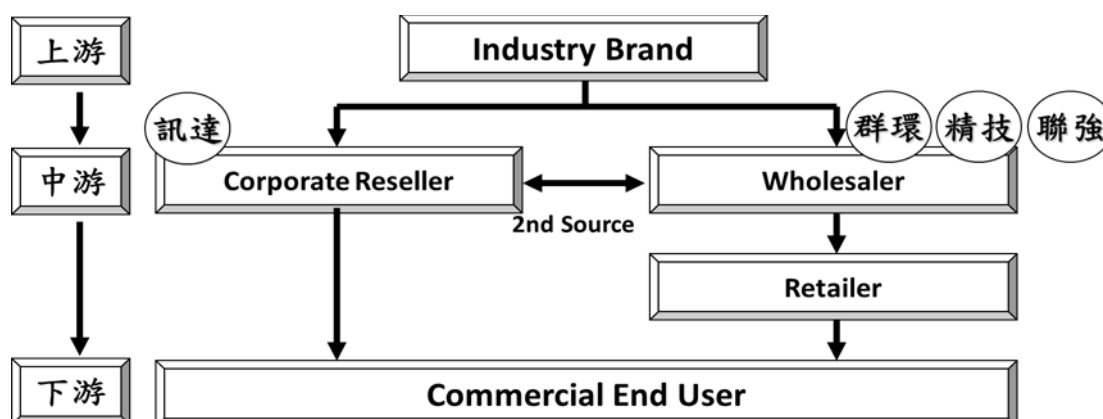 上游
Industry Brand
訊達
群環
精技
聯強
中游
Corporate Reseller
Wholesaler
2nd Source
Retailer
下游
Commercial End User